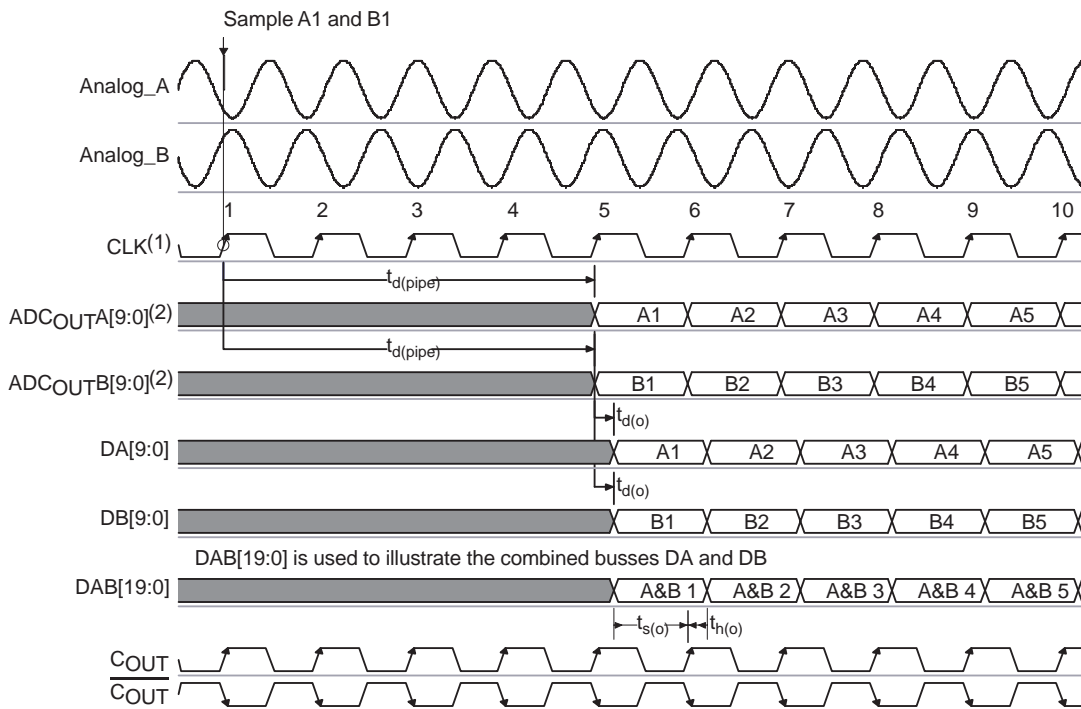 Sample A1 and B1
Analog_A
Analog_B
1 2 3 4 5 6 7 8 9 10
CLK(1)
td(pipe)
ADCOUTA[9:0](2) A1 A2 A3 A4 A5
td(pipe)
ADCOUTB[9:0](2) B1 B2 B3 B4 B5
td(o)
DA[9:0] A1 A2 A3 A4 A5
td(o)
DB[9:0] B1 B2 B3 B4 B5
DAB[19:0] is used to illustrate the combined busses DA and DB
DAB[19:0] A&B 1 A&B 2 A&B 3 A&B 4 A&B 5
ts(o) th(o)
COUT
COUT